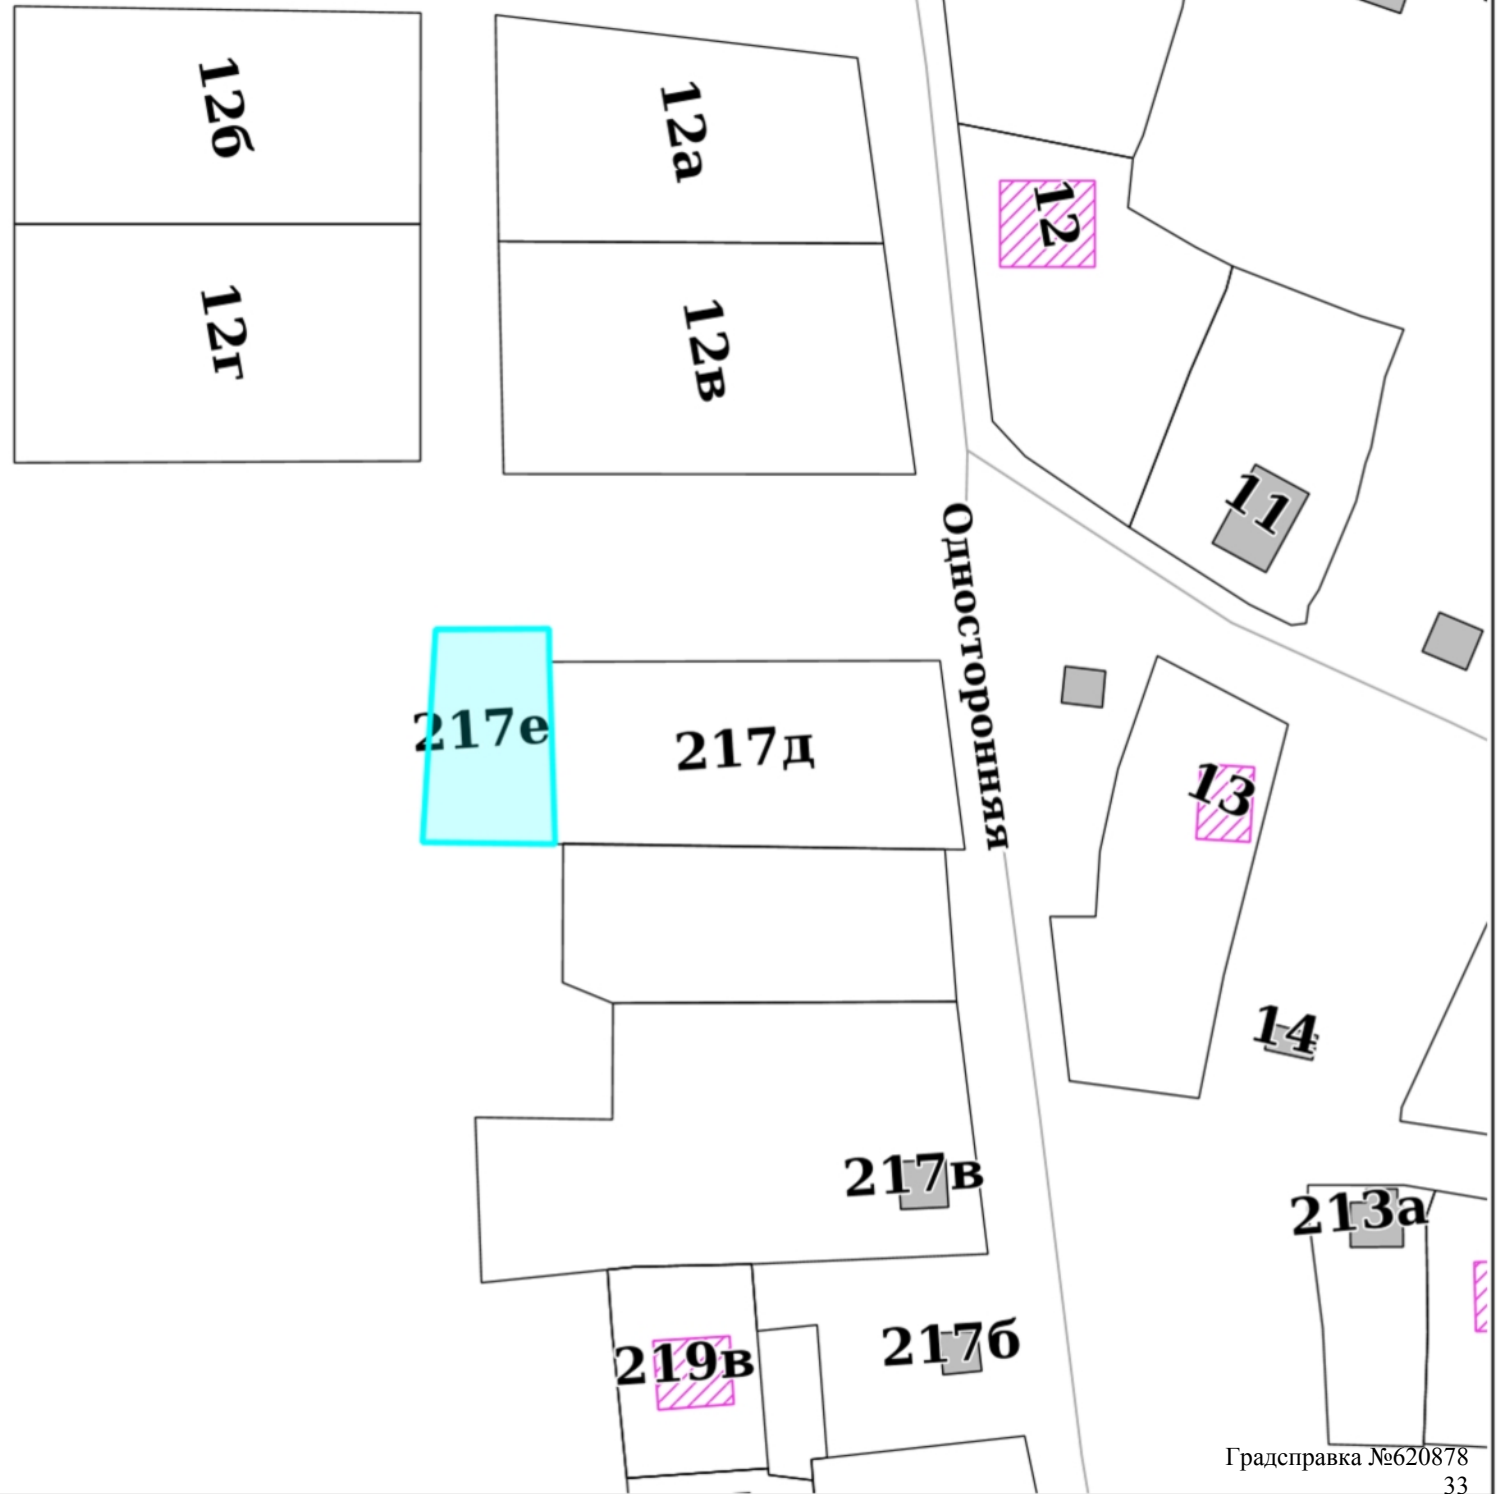 12б
12а
12
12г
12в
11
Односторонняя
217е
217д
13
14
217в
213а
217б
219в
Градсправка №620878
33